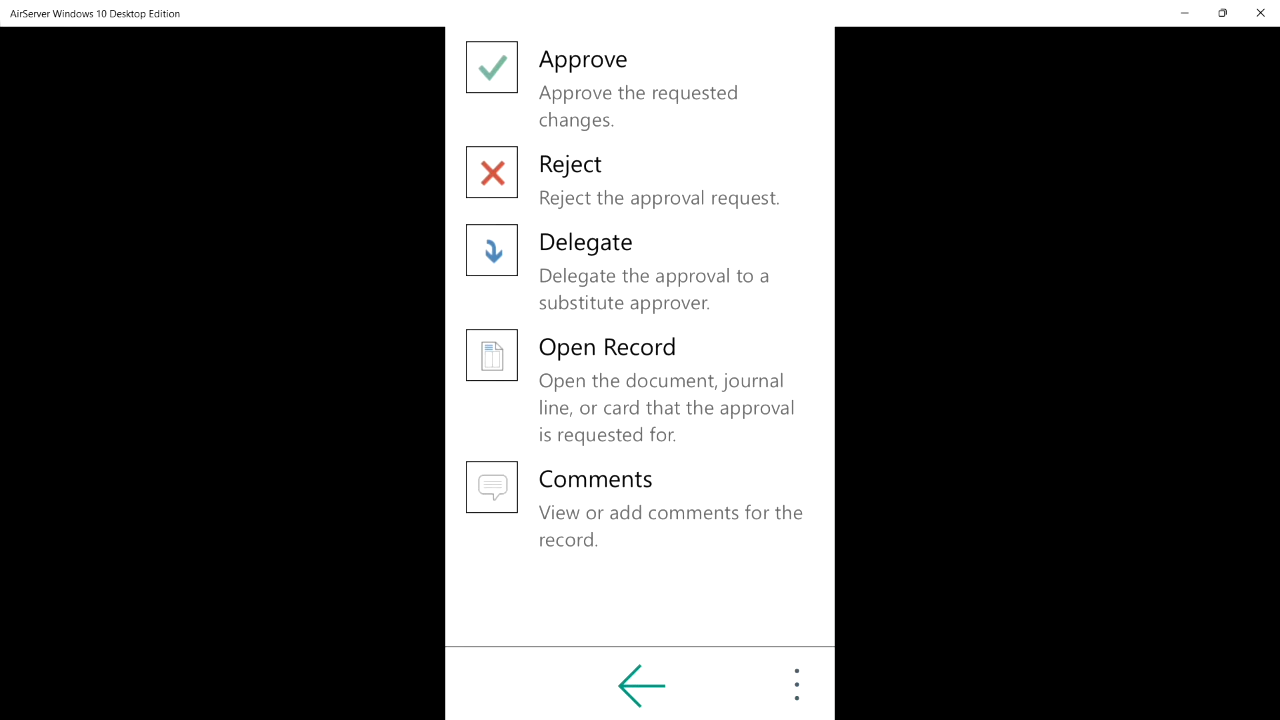 AirServer Windows 10 Desktop Edition
Approve
Approve the requested
changes.
Reject
Reject the approval request.
Delegate
Delegate the approval to a
substitute approver.
Open Record
Open the document, journal
line, or card that the approval
is requested for.
Comments
View or add comments for the
record.